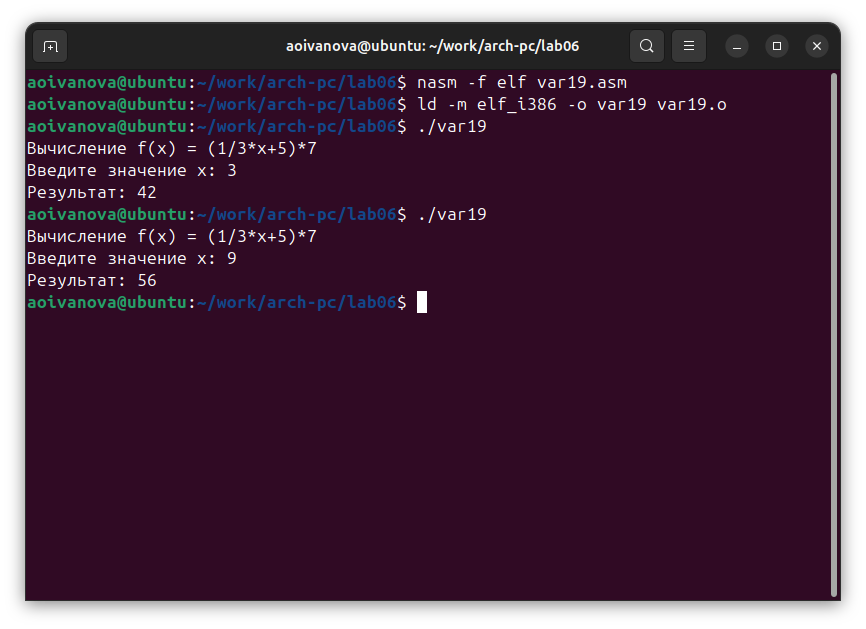 aoivanova@ubuntu: ~/work/arch-pc/lab06
aoivanova@ubuntu:~/work/arch-pc/lab06$ nasm -f elf var19.asm
aoivanova@ubuntu:~/work/arch-pc/lab06$ ld -m elf_i386 -o var19 var19.o
aoivanova@ubuntu:~/work/arch-pc/lab06$ ./var19
Вычисление f(x) = (1/3*x+5)*7
Введите значение x: 3
Результат: 42
aoivanova@ubuntu:~/work/arch-pc/lab06$ ./var19
Вычисление f(x) = (1/3*x+5)*7
Введите значение x: 9
Результат: 56
aoivanova@ubuntu:~/work/arch-pc/lab06$